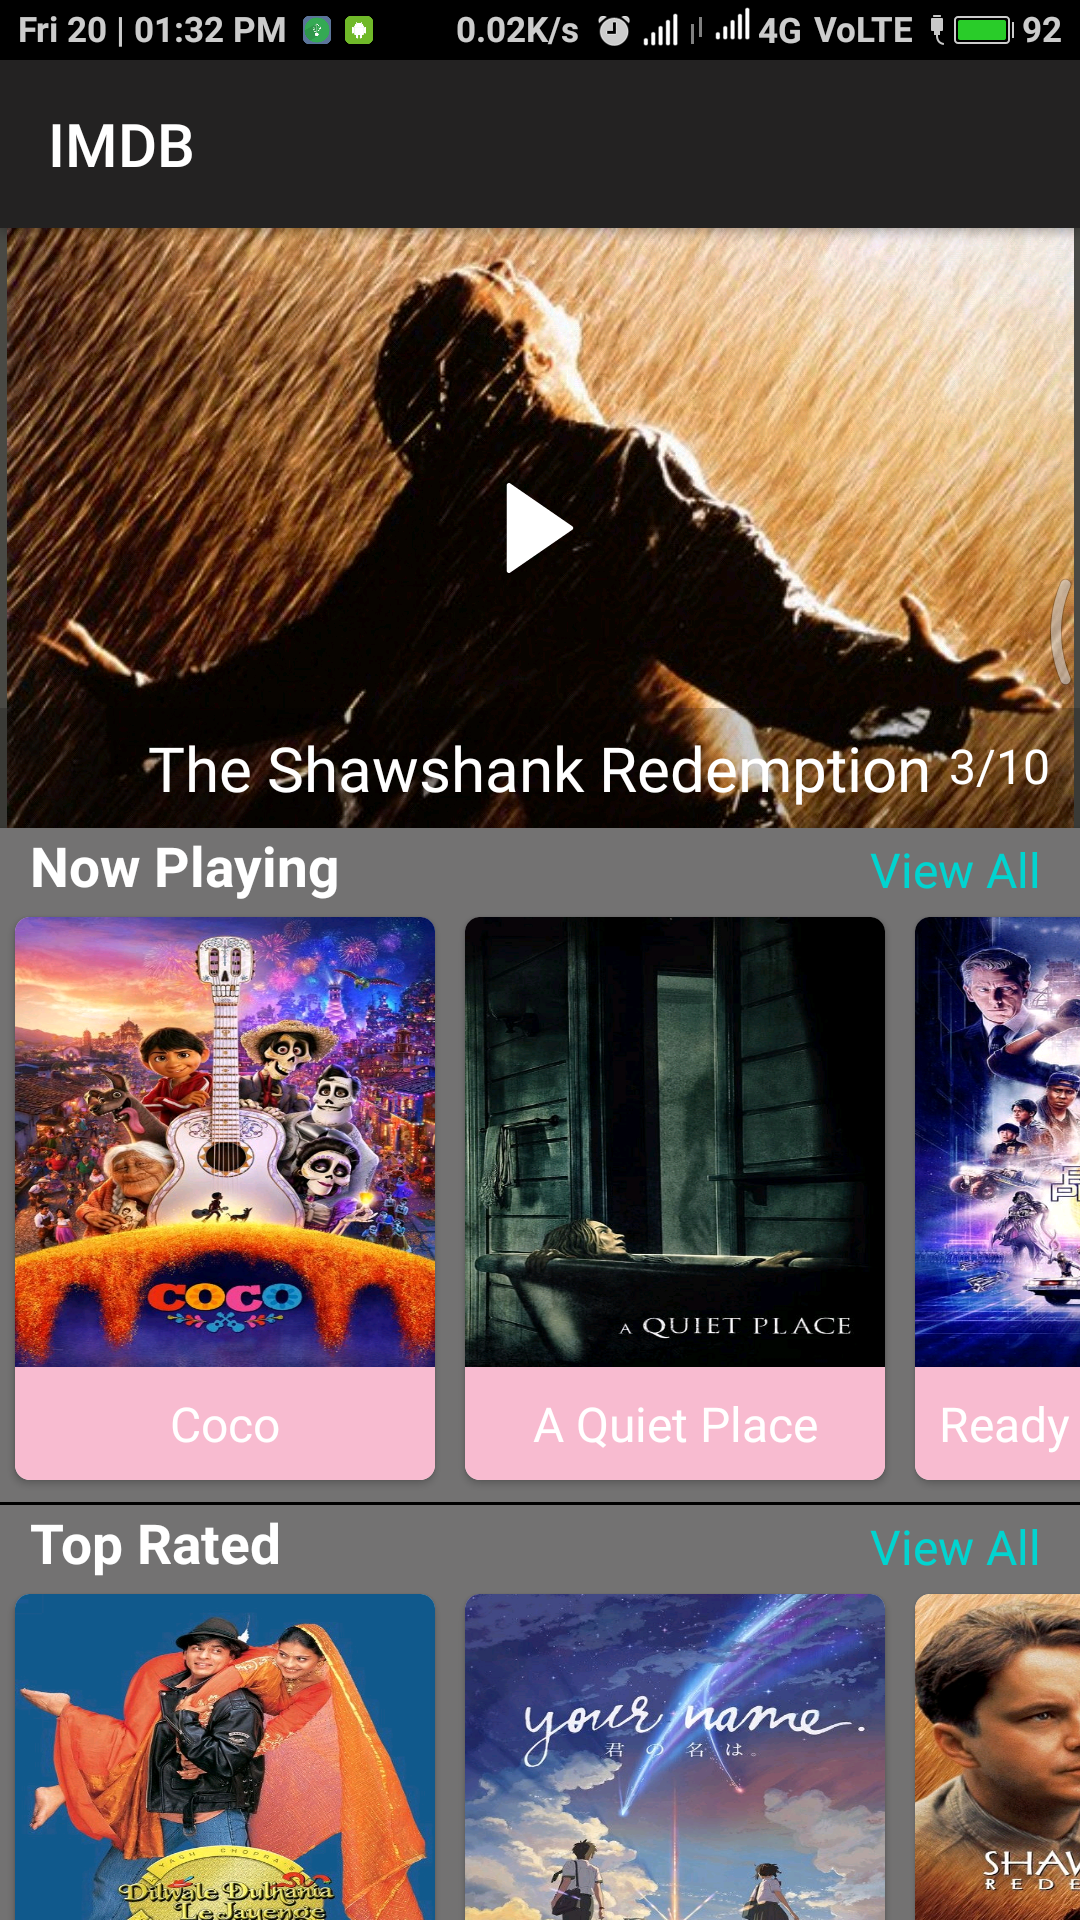 Fri 20 | 01:32 PM 0.02K/s 4G VoLTE 92
IMDB
The Shawshank Redemption 3/10
Now Playing View All
COCO
A QUIET PLACE
Coco A Quiet Place Ready
Top Rated View All
your name.
君の名は。
YASH CHOPRA
Dilwale Dulhania
Le Jayenge
SHAW
REDE